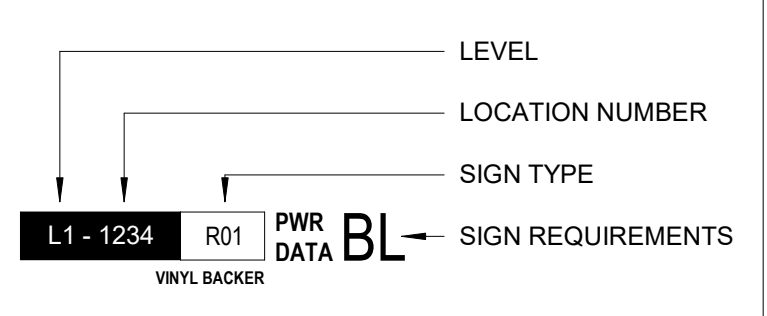 LEVEL
LOCATION NUMBER
SIGN TYPE
L1 - 1234 R01 PWR DATA BL SIGN REQUIREMENTS
VINYL BACKER